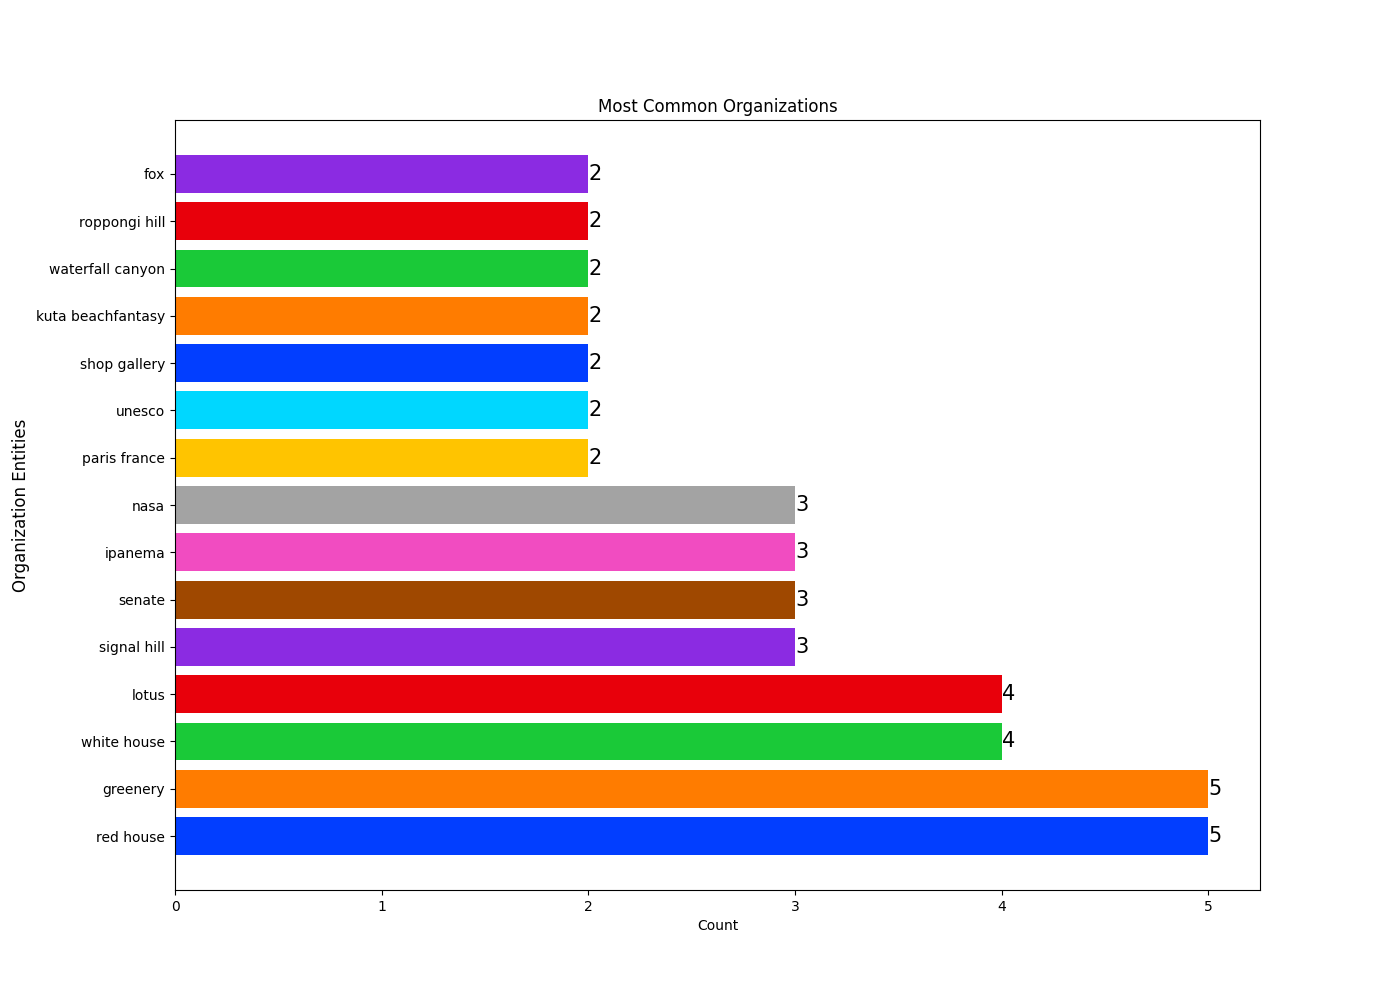 Most Common Organizations
Organization Entities
fox 2
roppongi hill 2
waterfall canyon 2
kuta beachfantasy 2
shop gallery 2
unesco 2
paris france 2
nasa 3
ipanema 3
senate 3
signal hill 3
lotus 4
white house 4
greenery 5
red house 5
0 1 2 3 4 5
Count